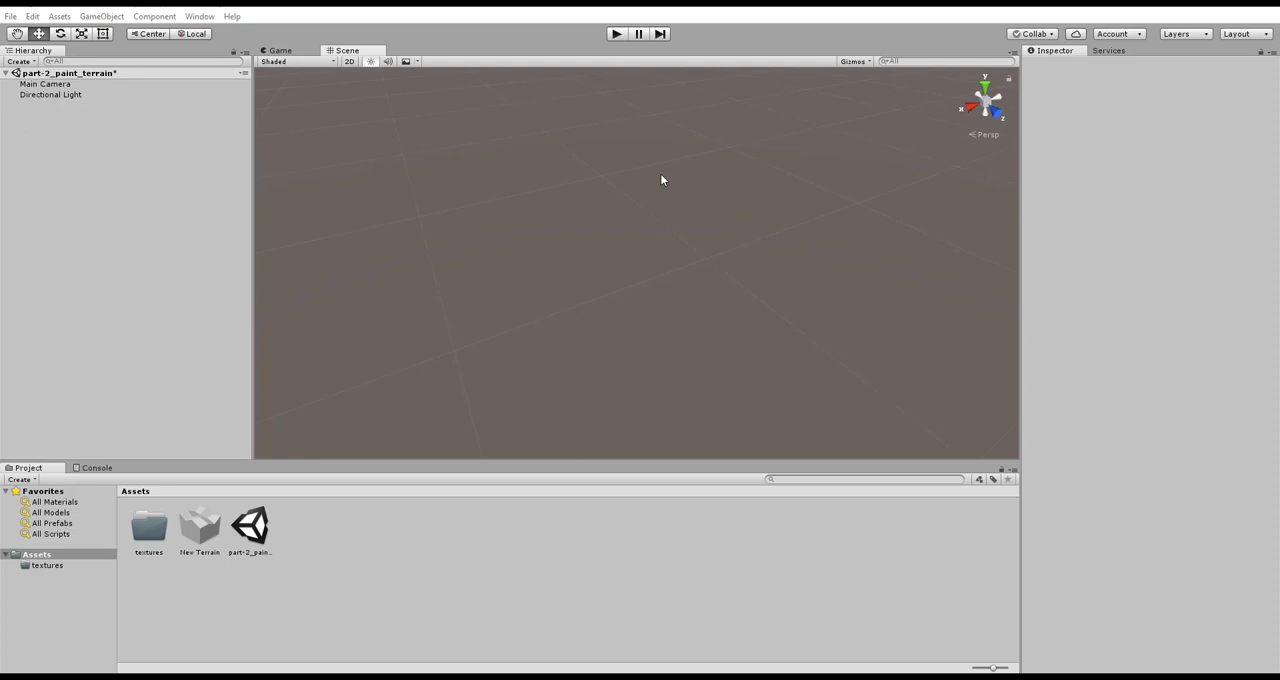 File Edit Assets GameObject Component Window Help
Center Local Collab Account Layers Layout
Hierarchy Game Scene Inspector Services
Create All Shaded 2D Gizmos All
part-2_paint_terrain*
Main Camera
Directional Light
y
x z
Persp
Project Console
Create
Favorites Assets
All Materials
All Models
All Prefabs
All Scripts
Assets
textures New Terrain part-2_pain...
textures